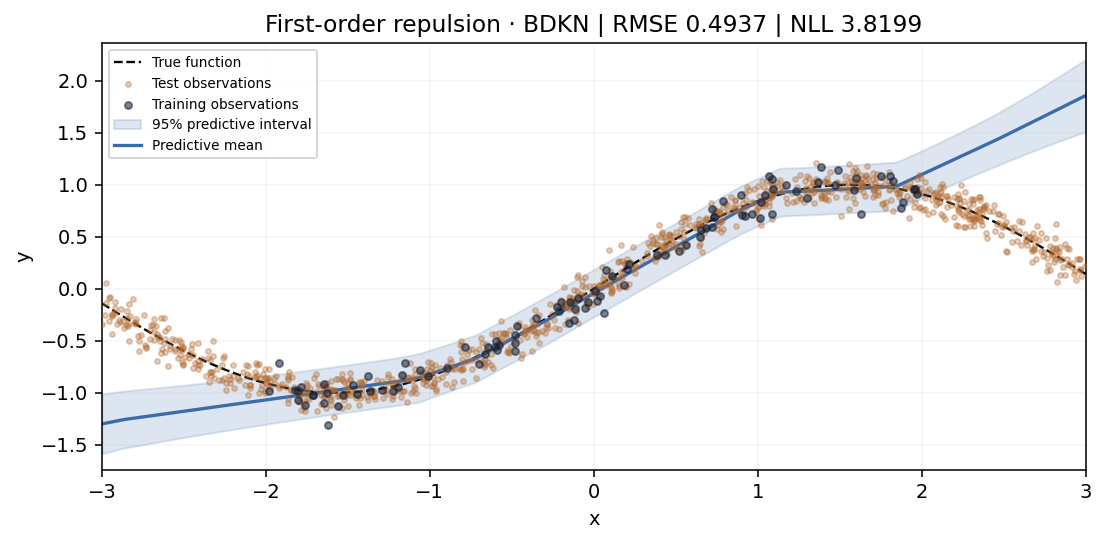 First-order repulsion · BDKN | RMSE 0.4937 | NLL 3.8199
True function
Test observations
Training observations
95% predictive interval
Predictive mean
y
2.0
1.5
1.0
0.5
0.0
−0.5
−1.0
−1.5
−3 −2 −1 0 1 2 3
x